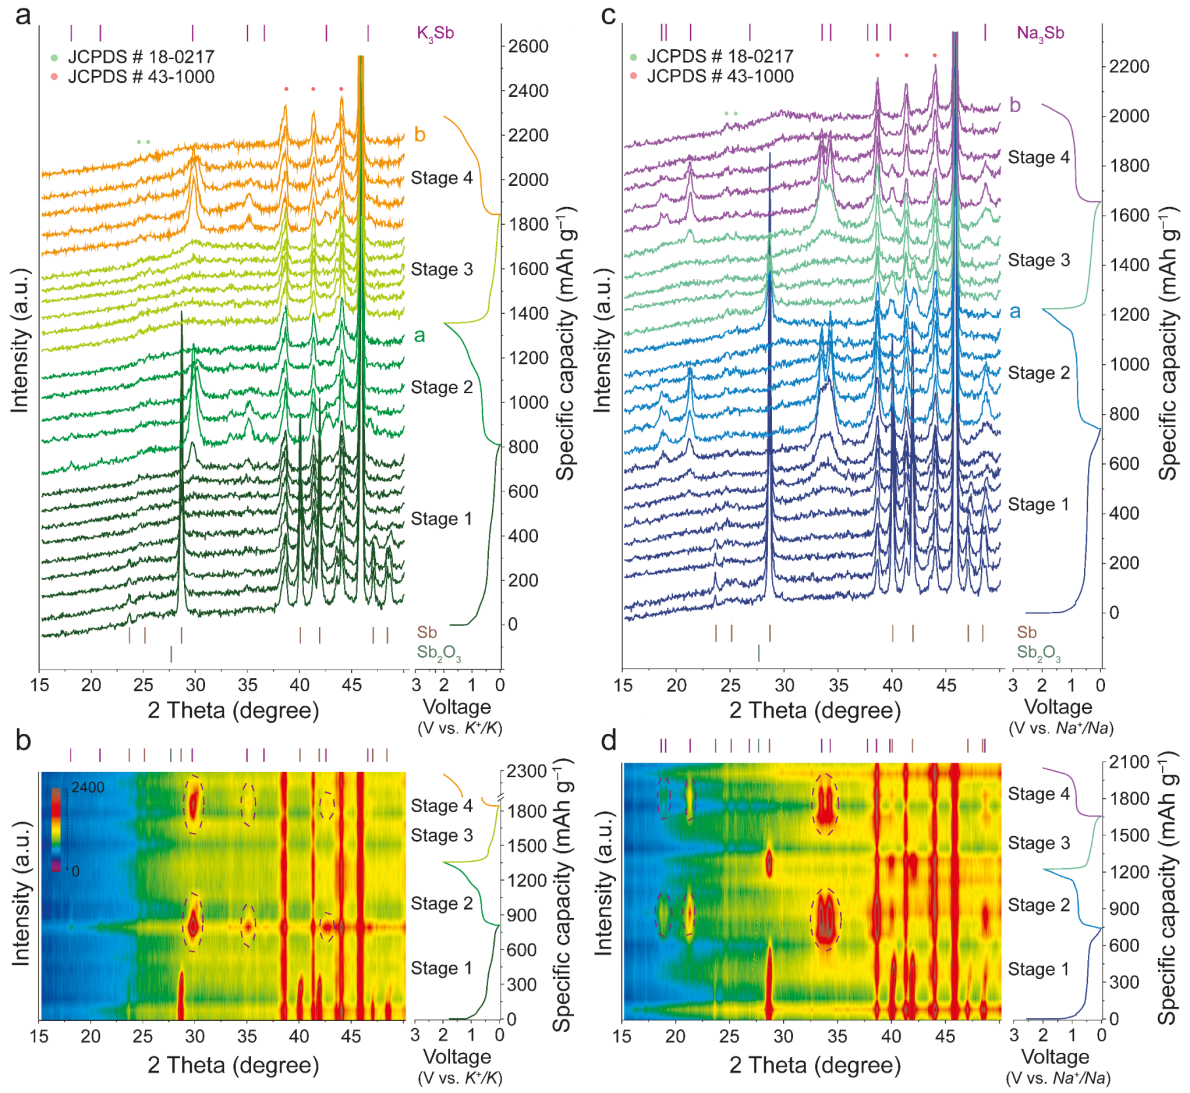 a
K₃Sb
JCPDS # 18-0217
JCPDS # 43-1000
b
Stage 4
Stage 3
a
Stage 2
Stage 1
Sb
Sb₂O₃
Intensity (a.u.)
15 20 25 30 35 40 45
2 Theta (degree)
2600
2400
2200
2000
1800
1600
1400
1200
1000
800
600
400
200
0
Specific capacity (mAh g⁻¹)
3 2 1 0
Voltage
(V vs. K⁺/K)
c
Na₃Sb
JCPDS # 18-0217
JCPDS # 43-1000
b
Stage 4
Stage 3
a
Stage 2
Stage 1
Sb
Sb₂O₃
Intensity (a.u.)
15 20 25 30 35 40 45
2 Theta (degree)
2200
2000
1800
1600
1400
1200
1000
800
600
400
200
0
Specific capacity (mAh g⁻¹)
3 2 1 0
Voltage
(V vs. Na⁺/Na)
b
2400
0
Stage 4
Stage 3
Stage 2
Stage 1
Intensity (a.u.)
15 20 25 30 35 40 45
2 Theta (degree)
2300
1800
1500
1200
900
600
300
0
Specific capacity (mAh g⁻¹)
3 2 1 0
Voltage
(V vs. K⁺/K)
d
Stage 4
Stage 3
Stage 2
Stage 1
Intensity (a.u.)
15 20 25 30 35 40 45
2 Theta (degree)
2100
1800
1500
1200
900
600
300
0
Specific capacity (mAh g⁻¹)
3 2 1 0
Voltage
(V vs. Na⁺/Na)